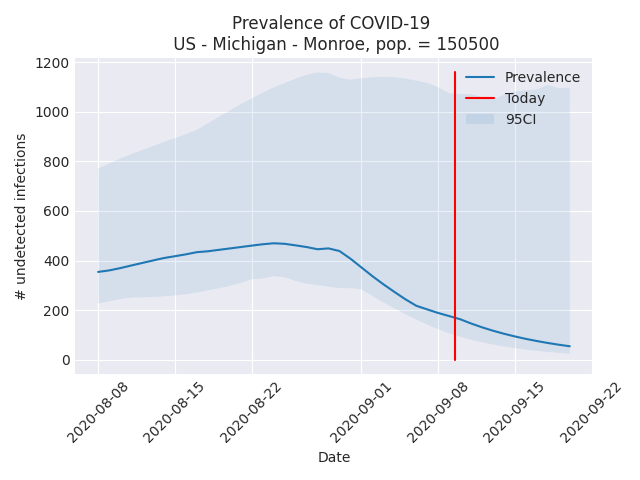 Prevalence of COVID-19
US - Michigan - Monroe, pop. = 150500
1200
1000
800
600
400
200
0
# undetected infections
Prevalence
Today
95CI
2020-08-08
2020-08-15
2020-08-22
2020-09-01
2020-09-08
2020-09-15
2020-09-22
Date